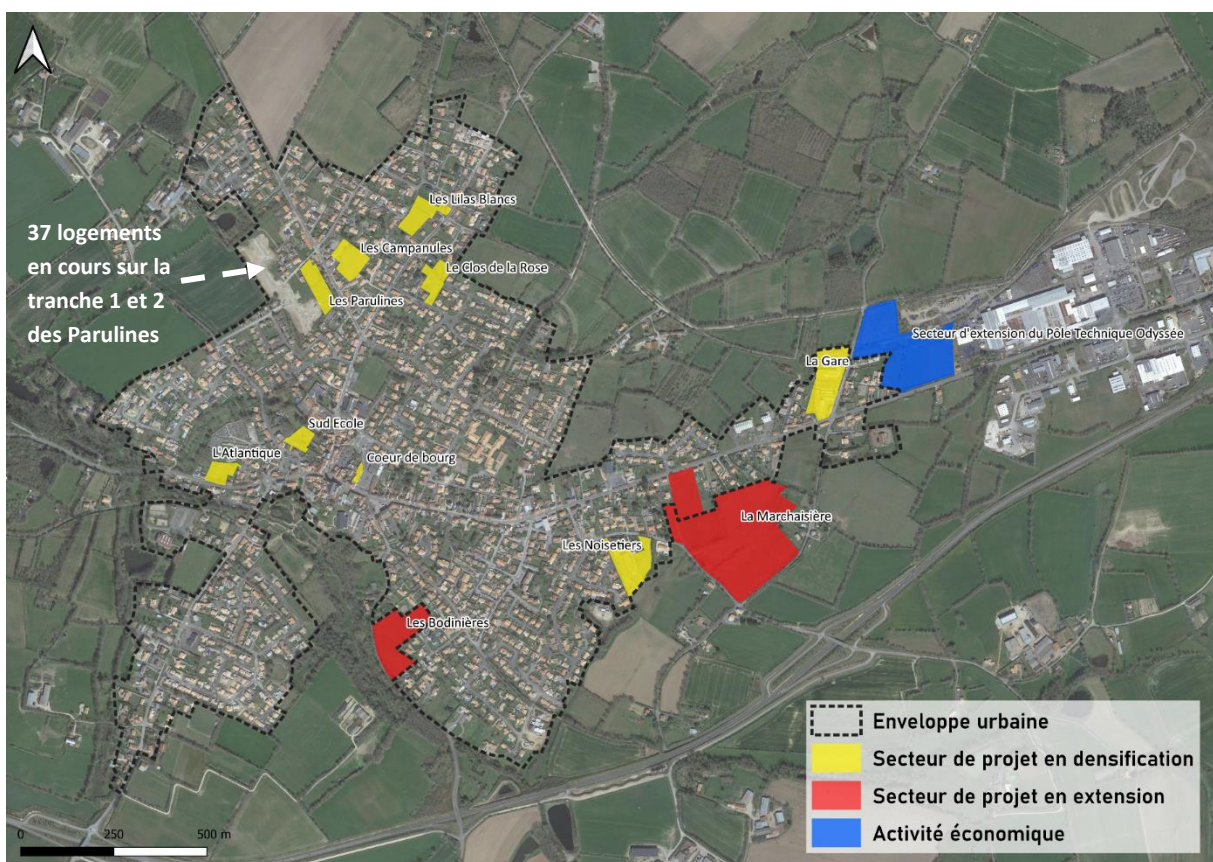 Les Lilas Blancs
37 logements
en cours sur la
tranche 1 et 2
des Parulines
Les Campanules
Le Clos de la Rose
Les Parulines
Secteur d'extension du Pôle Technique Odyssée
La Gare
Sud Ecole
L'Atlantique
Coeur de bourg
La Marchaisière
Les Noisetiers
Les Bodinières
Enveloppe urbaine
Secteur de projet en densification
Secteur de projet en extension
Activité économique
0 250 500 m